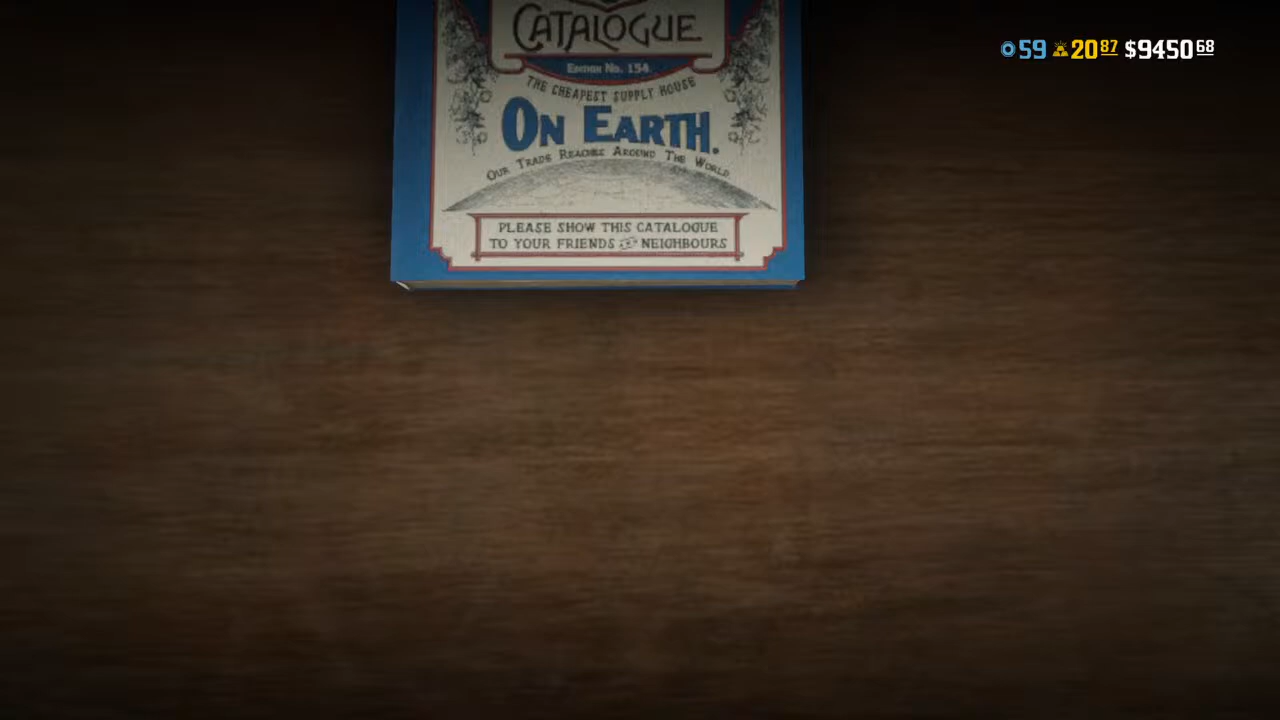 CATALOGUE
EDITION No. 154
THE CHEAPEST SUPPLY HOUSE
ON EARTH.
OUR TRADE REACHES AROUND THE WORLD
PLEASE SHOW THIS CATALOGUE
TO YOUR FRIENDS NEIGHBOURS
59 20 87 $9450 68